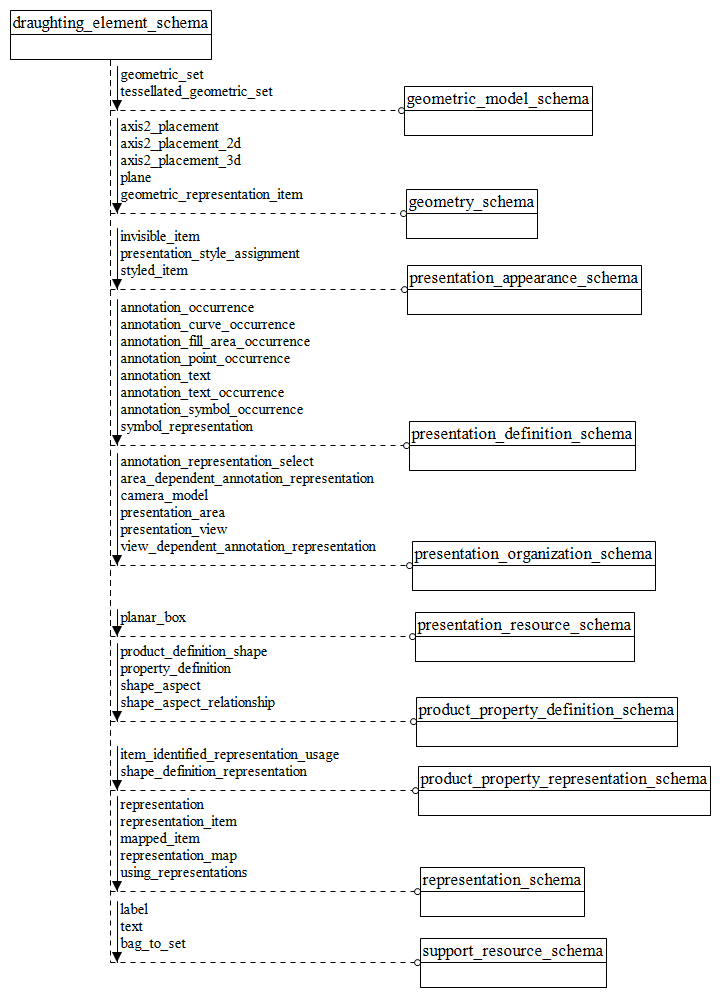 draughting_element_schema
geometric_set
tessellated_geometric_set
geometric_model_schema
axis2_placement
axis2_placement_2d
axis2_placement_3d
plane
geometric_representation_item
geometry_schema
invisible_item
presentation_style_assignment
styled_item
presentation_appearance_schema
annotation_occurrence
annotation_curve_occurrence
annotation_fill_area_occurrence
annotation_point_occurrence
annotation_text
annotation_text_occurrence
annotation_symbol_occurrence
symbol_representation
presentation_definition_schema
annotation_representation_select
area_dependent_annotation_representation
camera_model
presentation_area
presentation_view
view_dependent_annotation_representation
presentation_organization_schema
planar_box
presentation_resource_schema
product_definition_shape
property_definition
shape_aspect
shape_aspect_relationship
product_property_definition_schema
item_identified_representation_usage
shape_definition_representation
product_property_representation_schema
representation
representation_item
mapped_item
representation_map
using_representations
representation_schema
label
text
bag_to_set
support_resource_schema